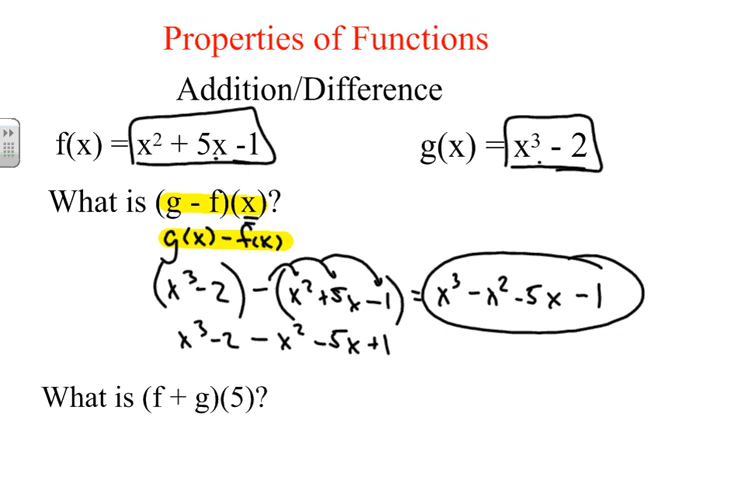 Properties of Functions
Addition/Difference
f(x) = x² + 5x -1 g(x) = x³ - 2
What is (g - f)(x)?
g(x) - f(x)
(x³-2) - (x²+5x-1) = x³ - x² - 5x - 1
x³-2 - x² - 5x + 1
What is (f + g)(5)?